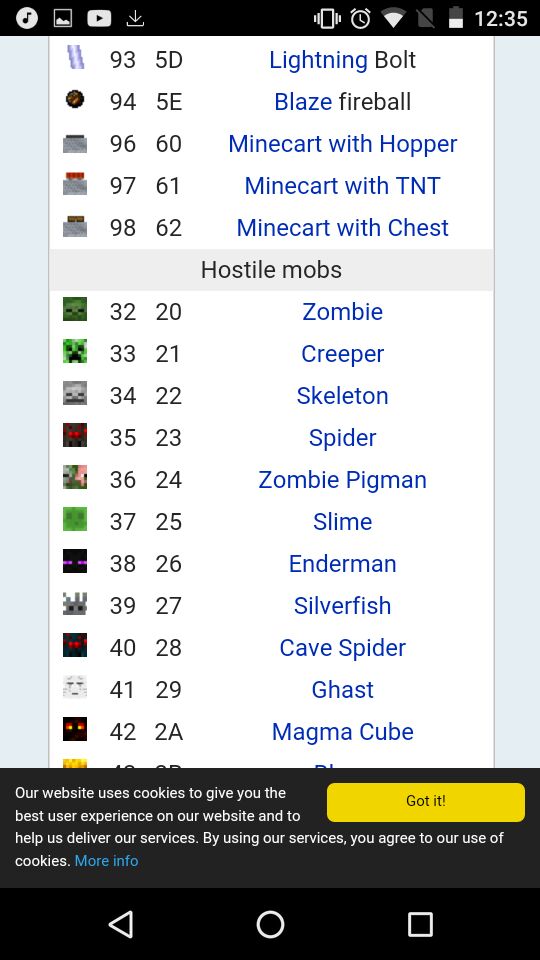 12:35
93 5D Lightning Bolt
94 5E Blaze fireball
96 60 Minecart with Hopper
97 61 Minecart with TNT
98 62 Minecart with Chest
Hostile mobs
32 20 Zombie
33 21 Creeper
34 22 Skeleton
35 23 Spider
36 24 Zombie Pigman
37 25 Slime
38 26 Enderman
39 27 Silverfish
40 28 Cave Spider
41 29 Ghast
42 2A Magma Cube
Our website uses cookies to give you the
best user experience on our website and to
help us deliver our services. By using our services, you agree to our use of
cookies. More info
Got it!